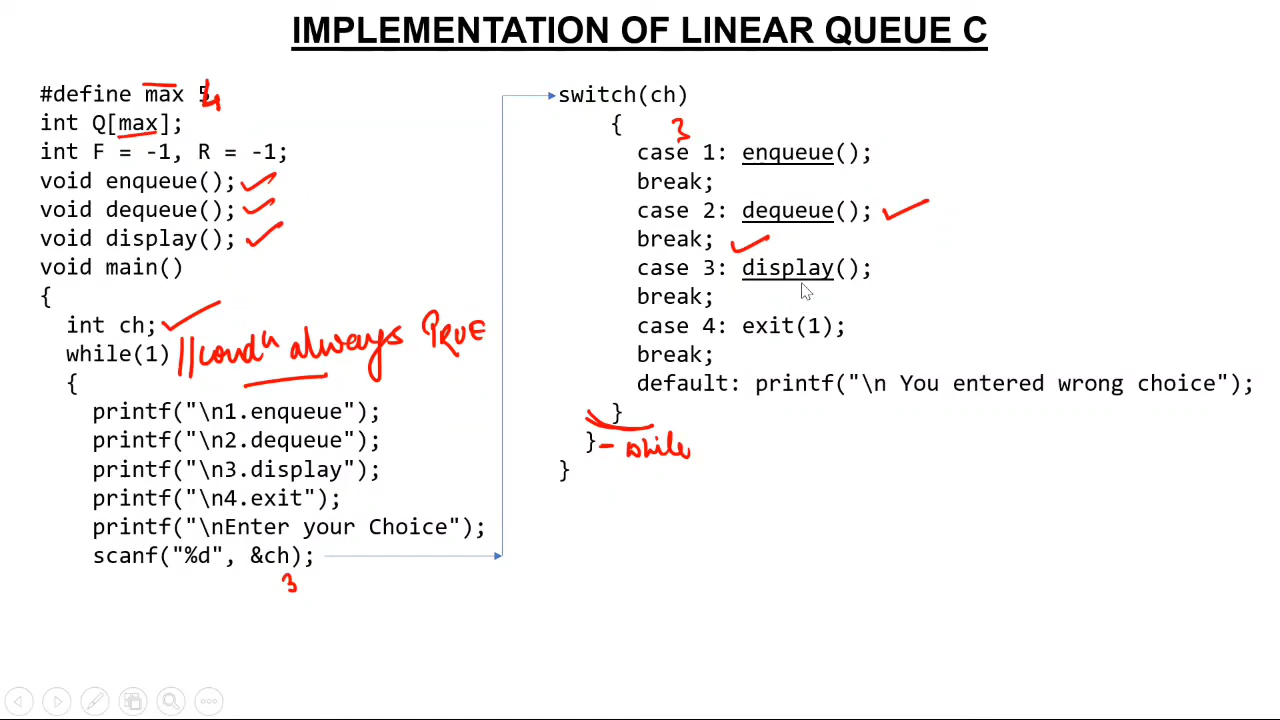 IMPLEMENTATION OF LINEAR QUEUE C
#define max 5 4
int Q[max];
int F = -1, R = -1;
void enqueue();
void dequeue();
void display();
void main()
{
int ch;
while(1) //condn always TRUE
{
printf("\n1.enqueue");
printf("\n2.dequeue");
printf("\n3.display");
printf("\n4.exit");
printf("\nEnter your Choice");
scanf("%d", &ch);
3
switch(ch)
{ 3
case 1: enqueue();
break;
case 2: dequeue();
break;
case 3: display();
break;
case 4: exit(1);
break;
default: printf("\n You entered wrong choice");
}
} - while
}